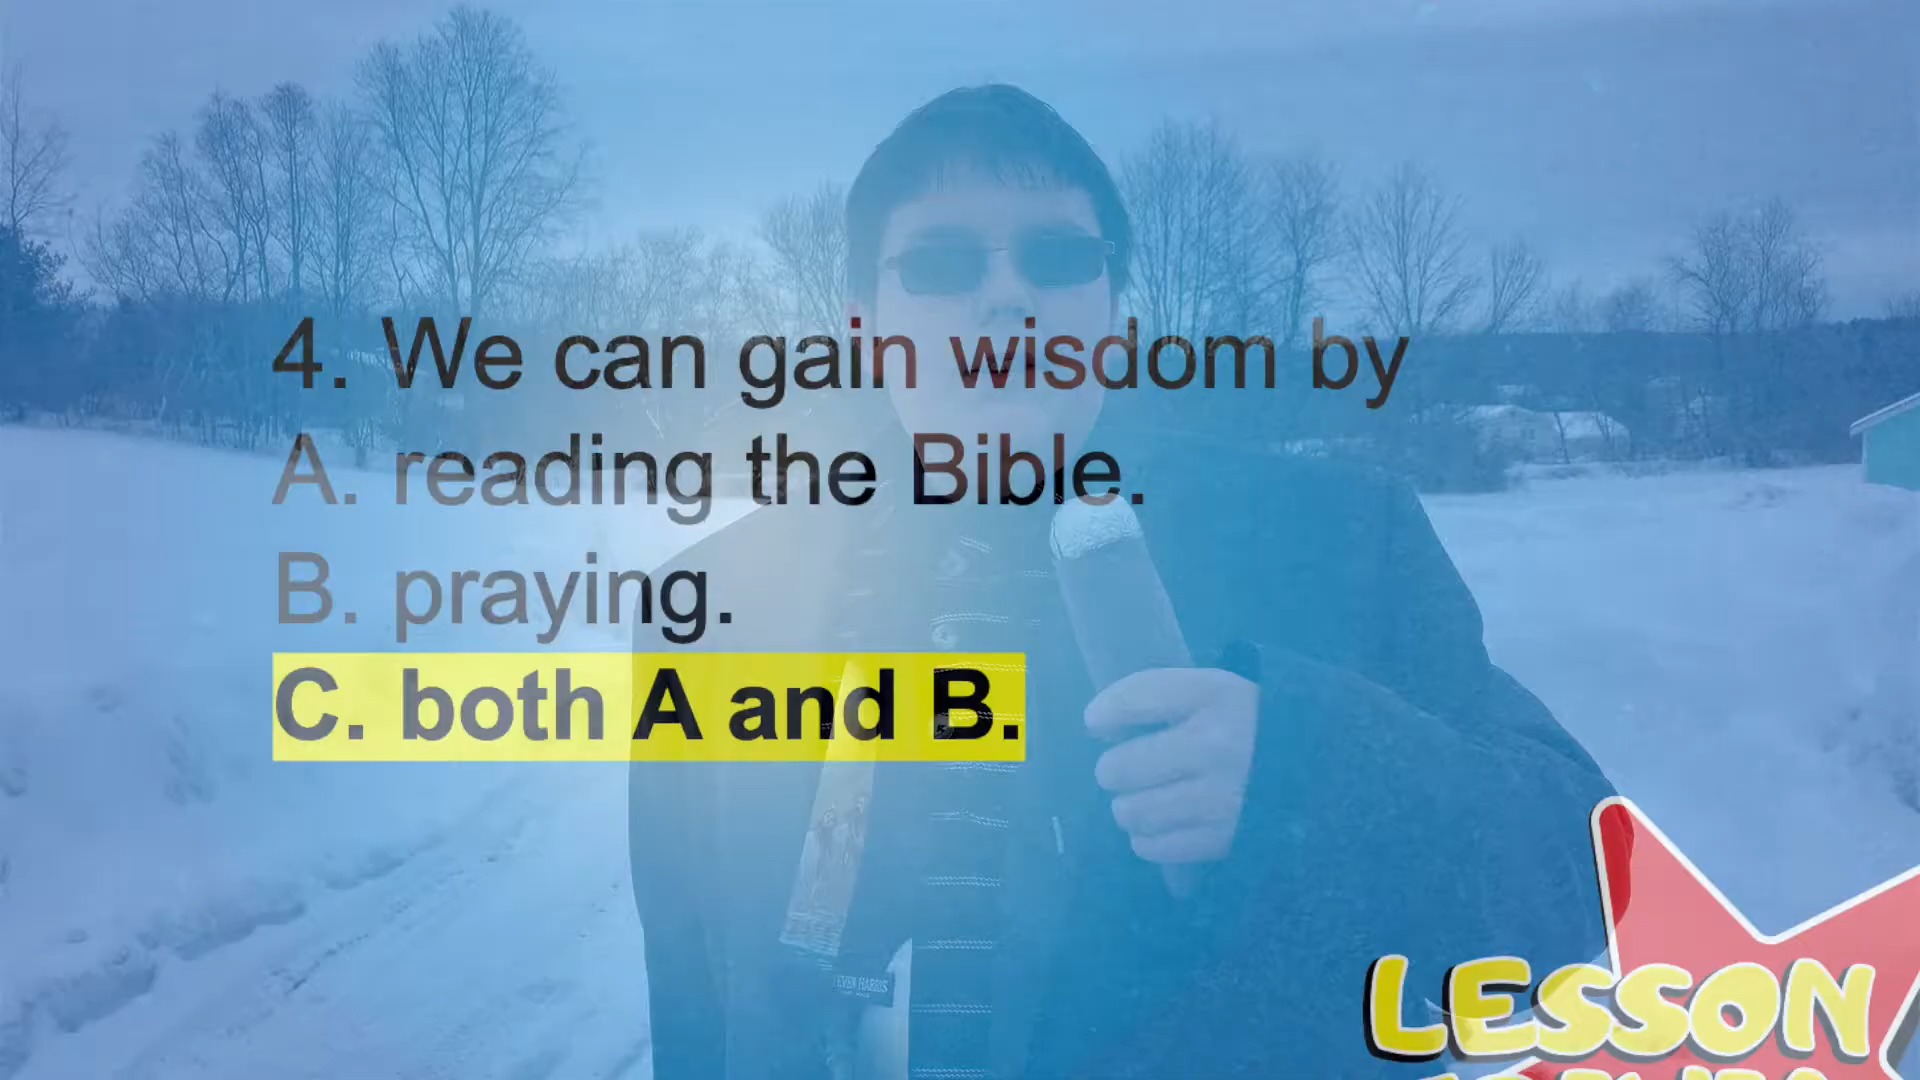 4. We can gain wisdom by
A. reading the Bible.
B. praying.
C. both A and B.
LESSON